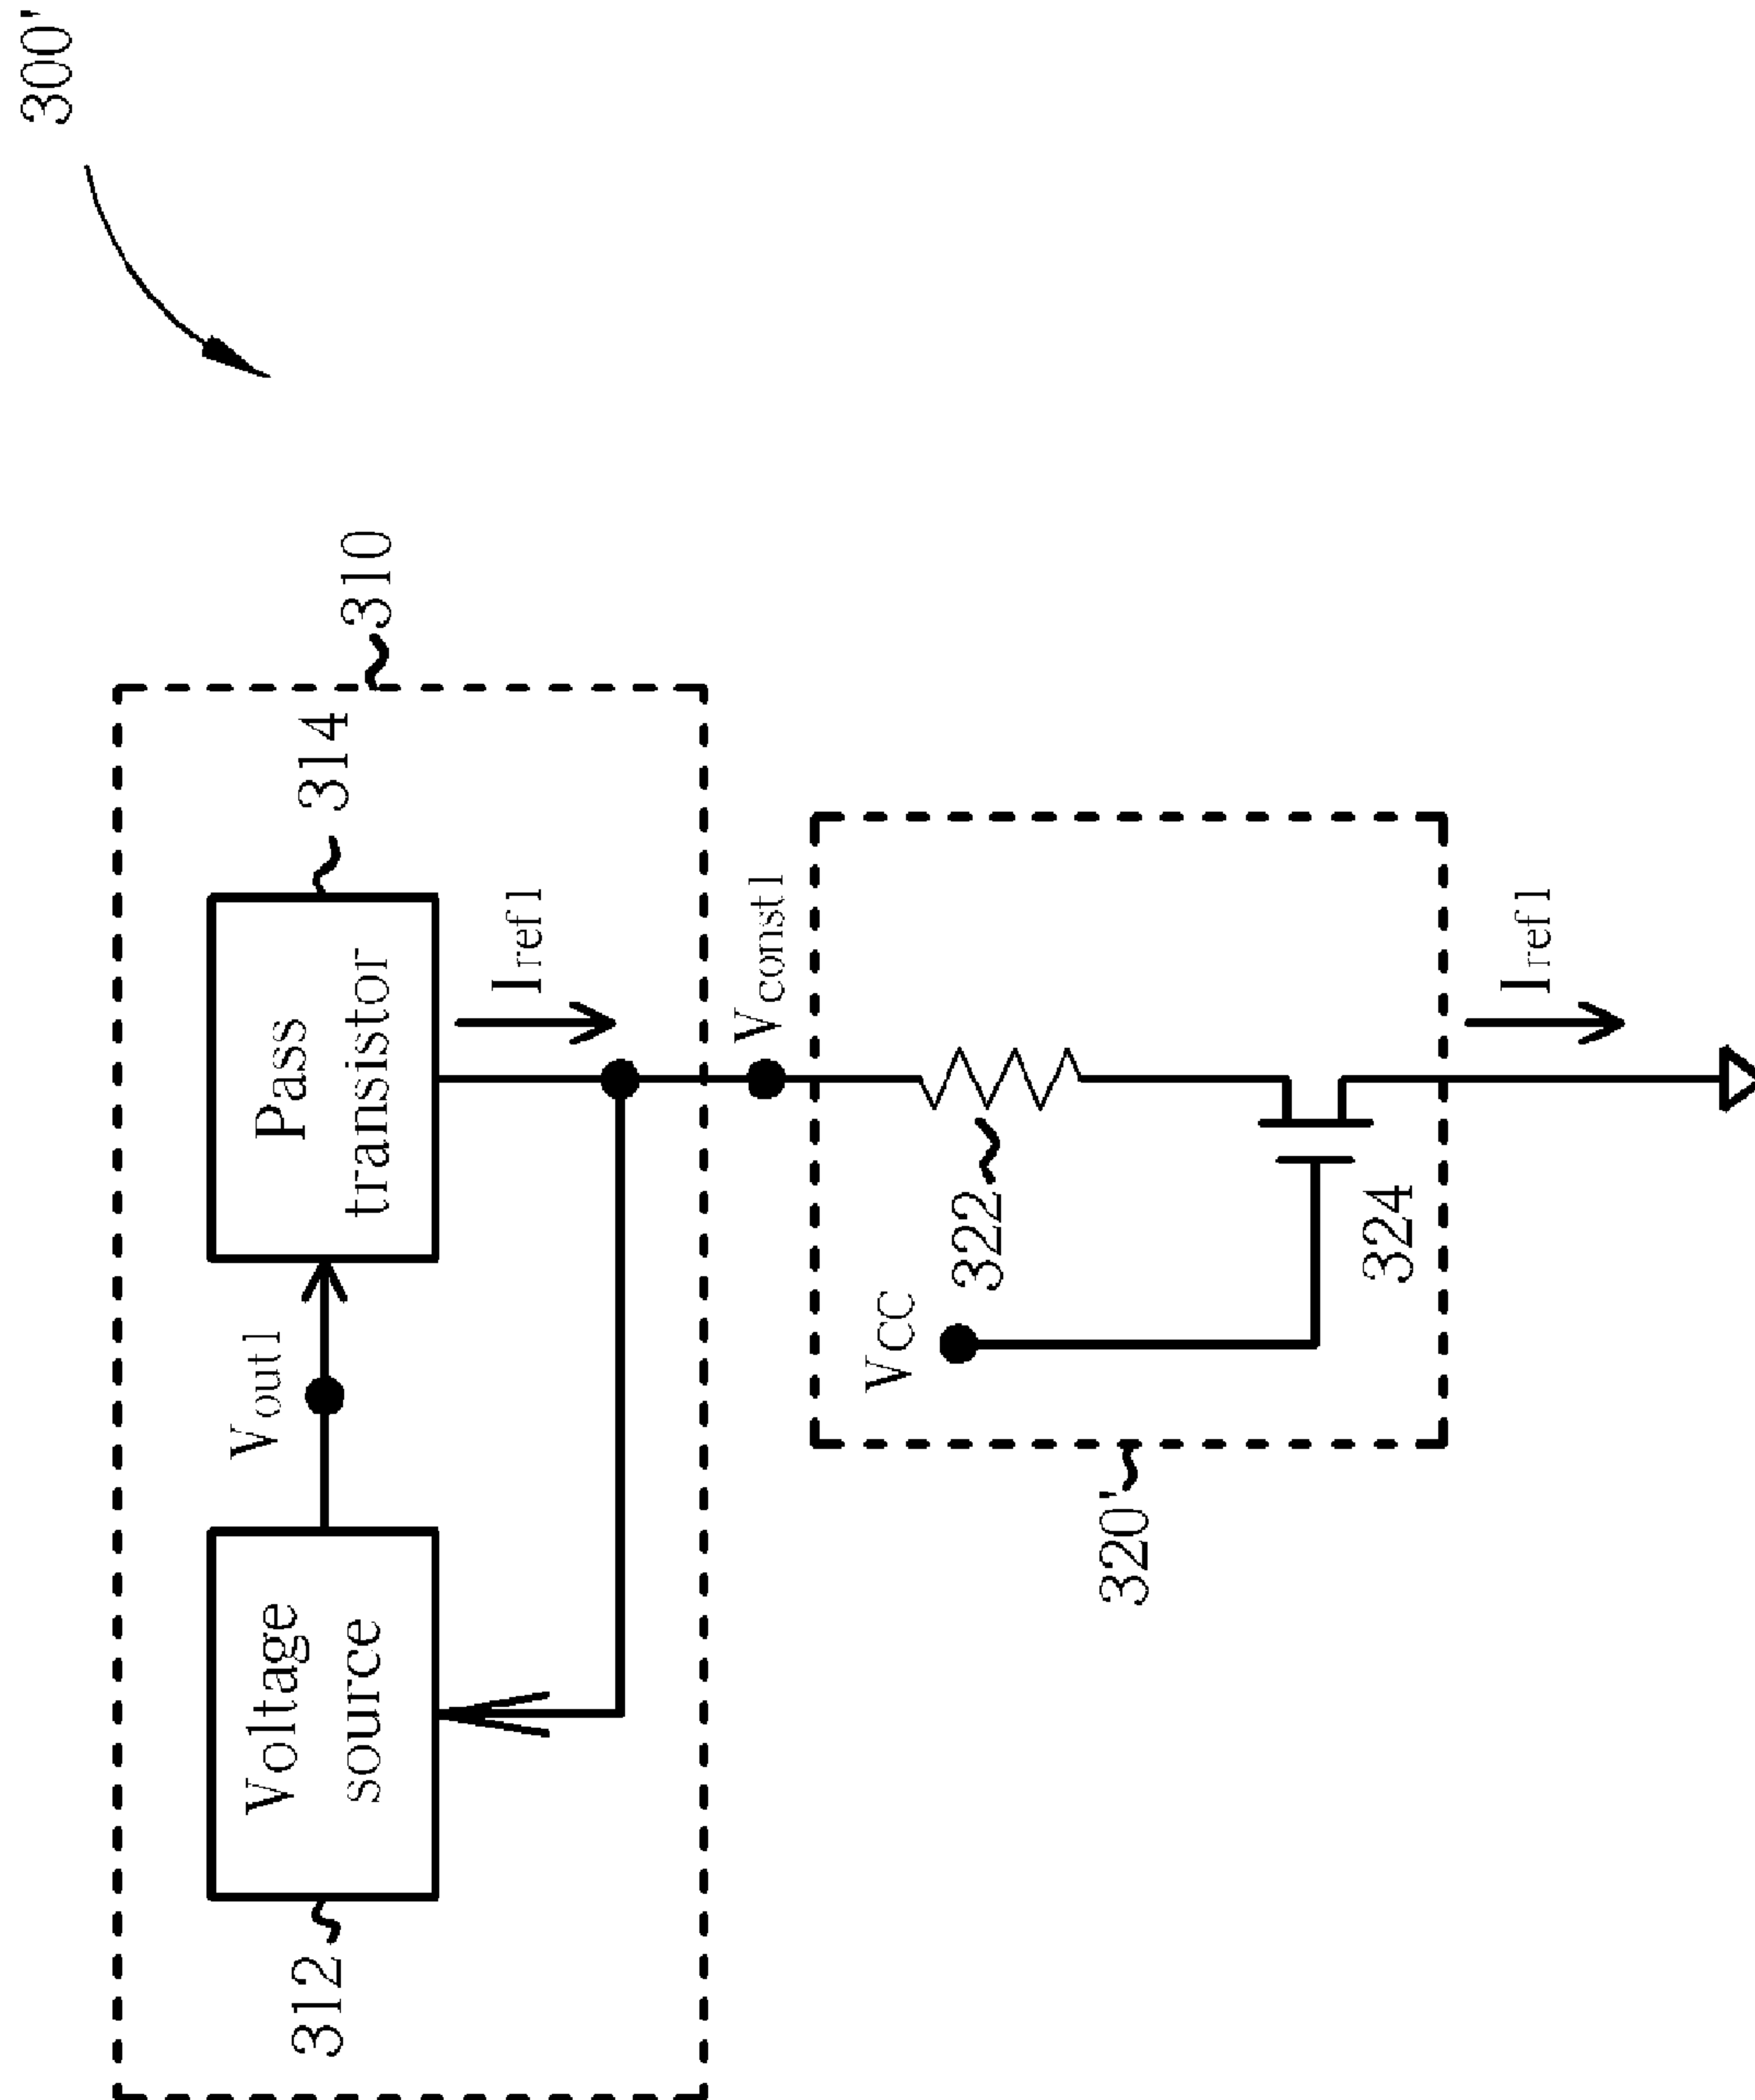 300'
310
312
Voltage
source
Vout1
Pass
transistor
314
Iref1
Vconst1
320'
VCC
322
324
Iref1